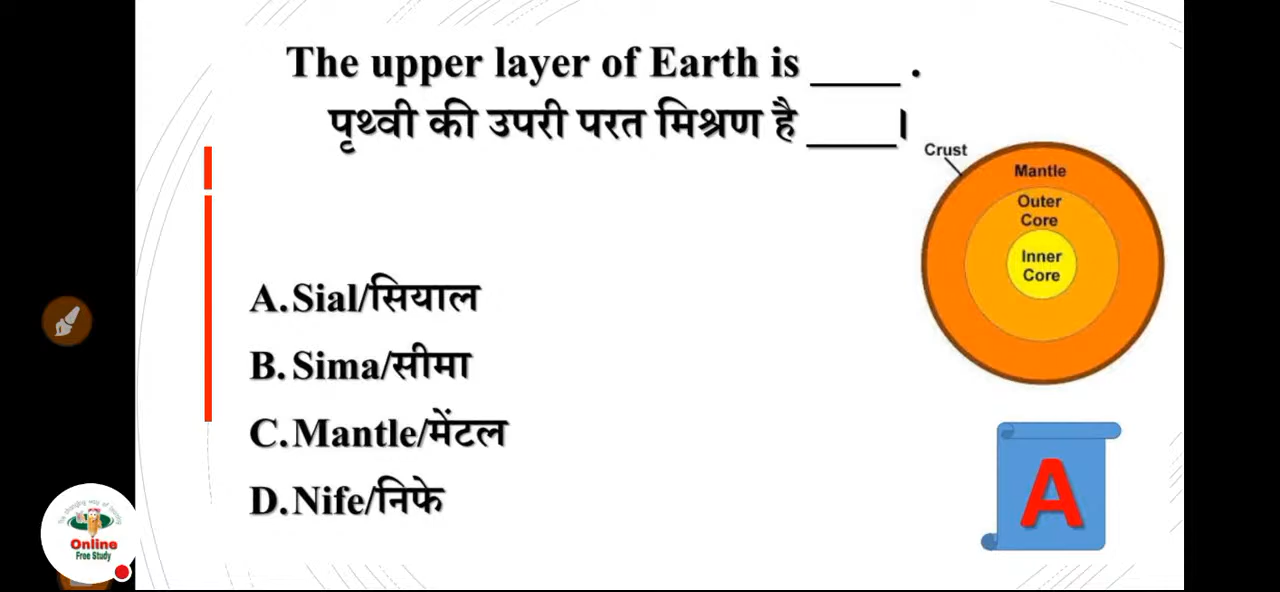 The upper layer of Earth is ____ .
पृथ्वी की उपरी परत मिश्रण है ____।
Crust
Mantle
Outer
Core
Inner
Core
A. Sial/सियाल
B. Sima/सीमा
C. Mantle/मेंटल
D. Nife/निफे
A
Online
Free Study